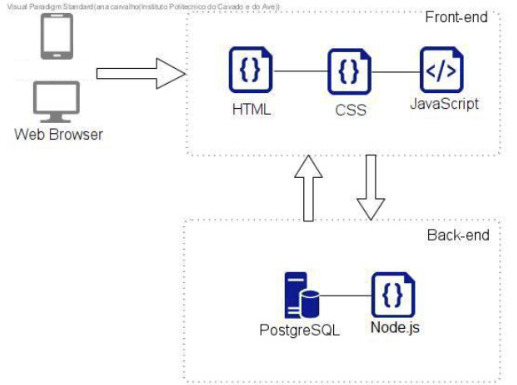 Visual Paradigm Standard(ana carvalho(Instituto Politecnico do Cavado e do Ave))
Front-end
{}
{}
</>
HTML
CSS
JavaScript
Web Browser
Back-end
{}
PostgreSQL
Node.js